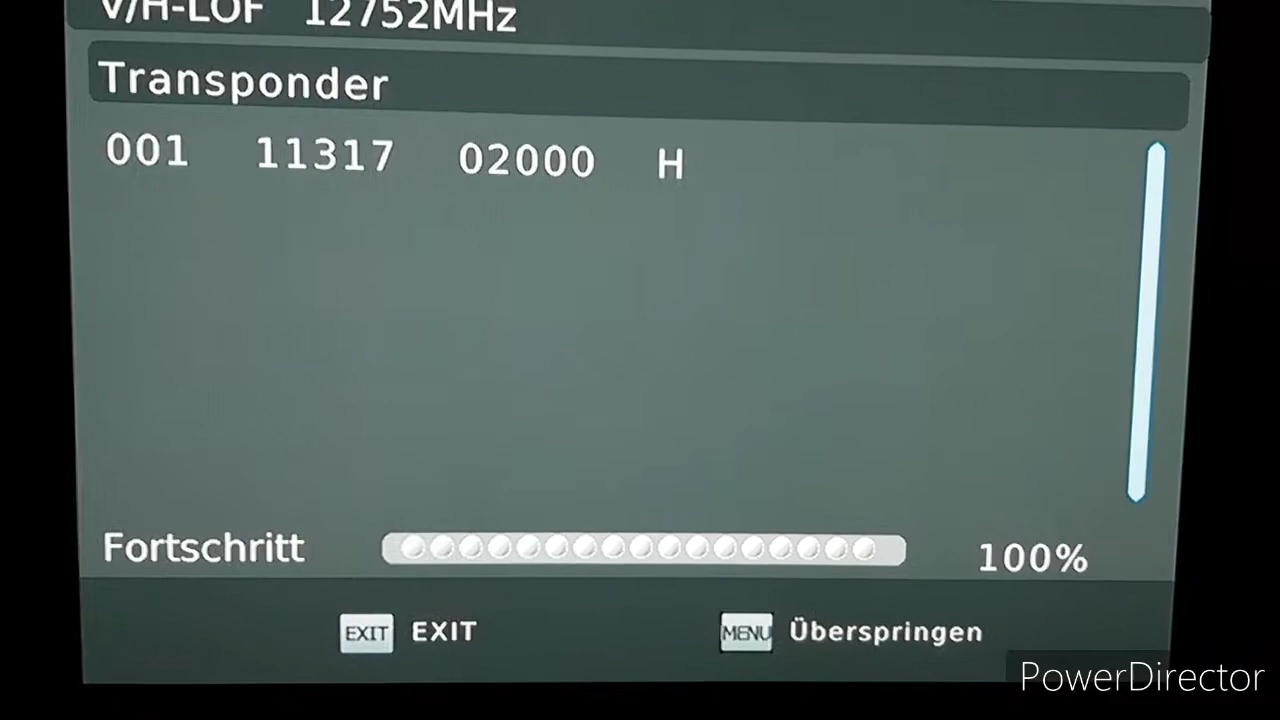 V/H-LOF 12752MHz
Transponder
001 11317 02000 H
Fortschritt 100%
EXIT EXIT MENU Überspringen
PowerDirector